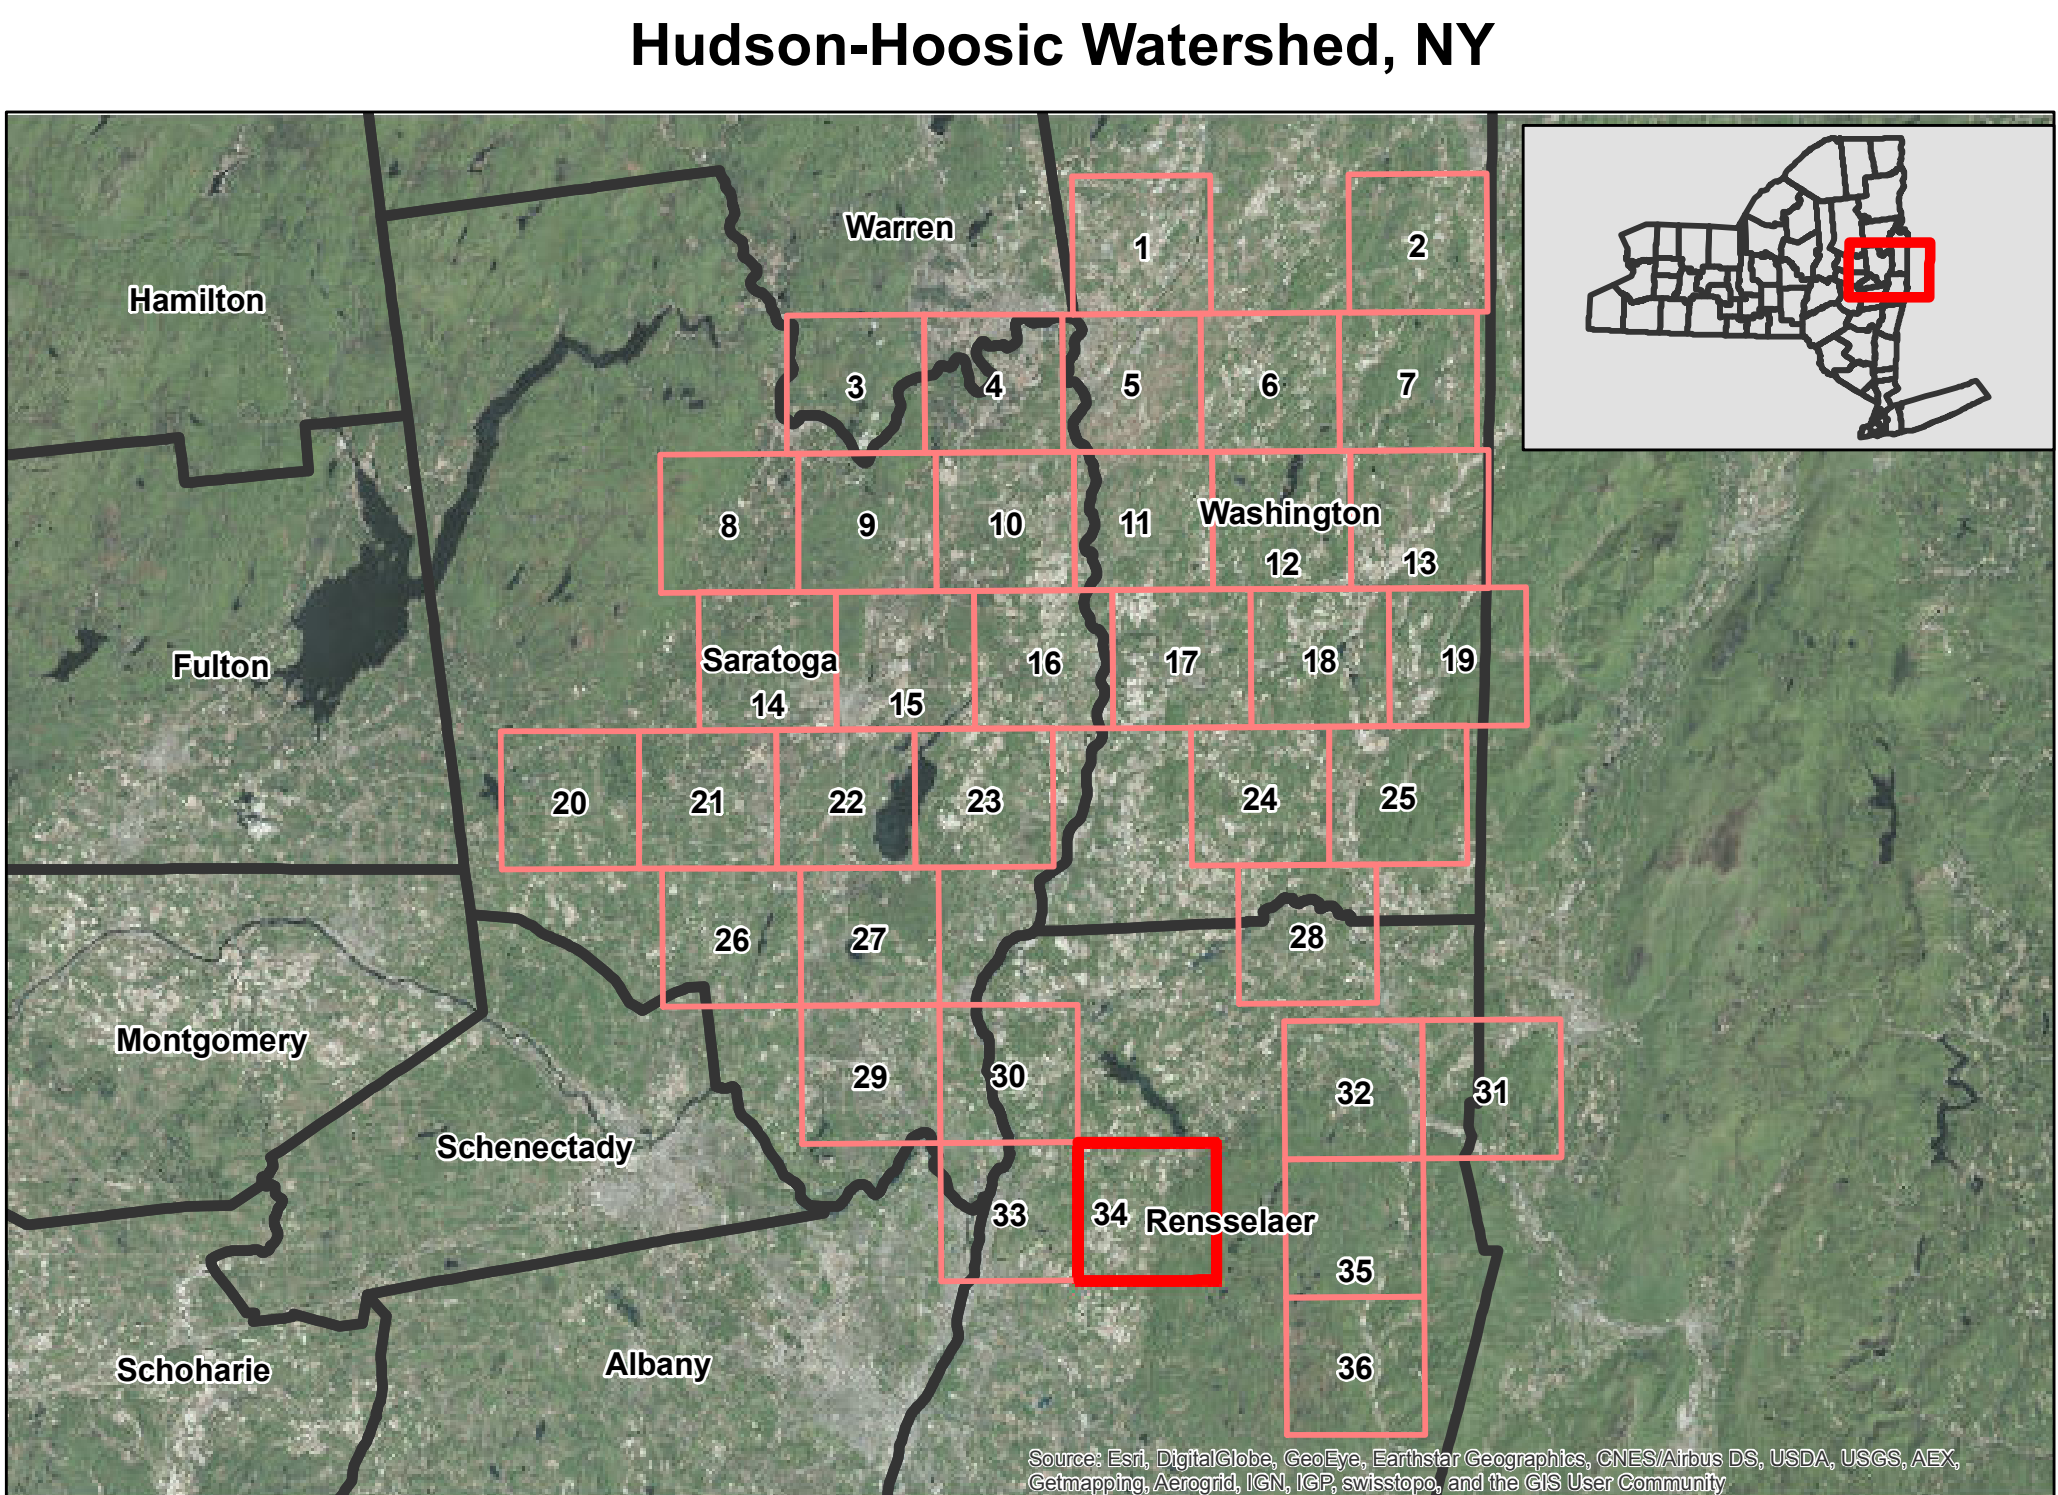 Hudson-Hoosic Watershed, NY
Warren
1
2
Hamilton
3
4
5
6
7
Washington
8
9
10
11
12
13
Fulton
Saratoga
14
15
16
17
18
19
20
21
22
23
24
25
26
27
28
Montgomery
29
30
32
31
Schenectady
33
34
Rensselaer
35
Schoharie
Albany
36
Source: Esri, DigitalGlobe, GeoEye, Earthstar Geographics, CNES/Airbus DS, USDA, USGS, AEX,
Getmapping, Aerogrid, IGN, IGP, swisstopo, and the GIS User Community